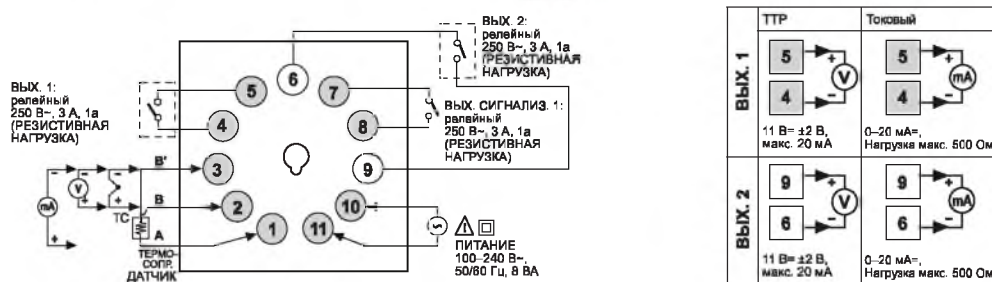 ВЫХ. 2:
релейный
250 В~, 3 А, 1а
(РЕЗИСТИВНАЯ
НАГРУЗКА)
ВЫХ. 1:
релейный
250 В~, 3 А, 1а
(РЕЗИСТИВНАЯ
НАГРУЗКА)
6
5
7
4
8
3
9
2
10
1
11
ВЫХ. СИГНАЛИЗ. 1:
релейный
250 В~, 3 А, 1а
(РЕЗИСТИВНАЯ
НАГРУЗКА)
B'
B
A
- - -
mA
V
+ +
+
ТС
ТЕРМО-
СОПР.
ДАТЧИК
ПИТАНИЕ
100–240 В~,
50/60 Гц, 8 ВА
ТТР
Токовый
ВЫХ. 1
5 + V
4 -
11 В= ±2 В,
макс. 20 мА
5 + mA
4 -
0–20 мА=,
Нагрузка макс. 500 Ом
ВЫХ. 2
9 + V
6 -
11 В= ±2 В,
макс. 20 мА
9 + mA
6 -
0–20 мА=,
Нагрузка макс. 500 Ом